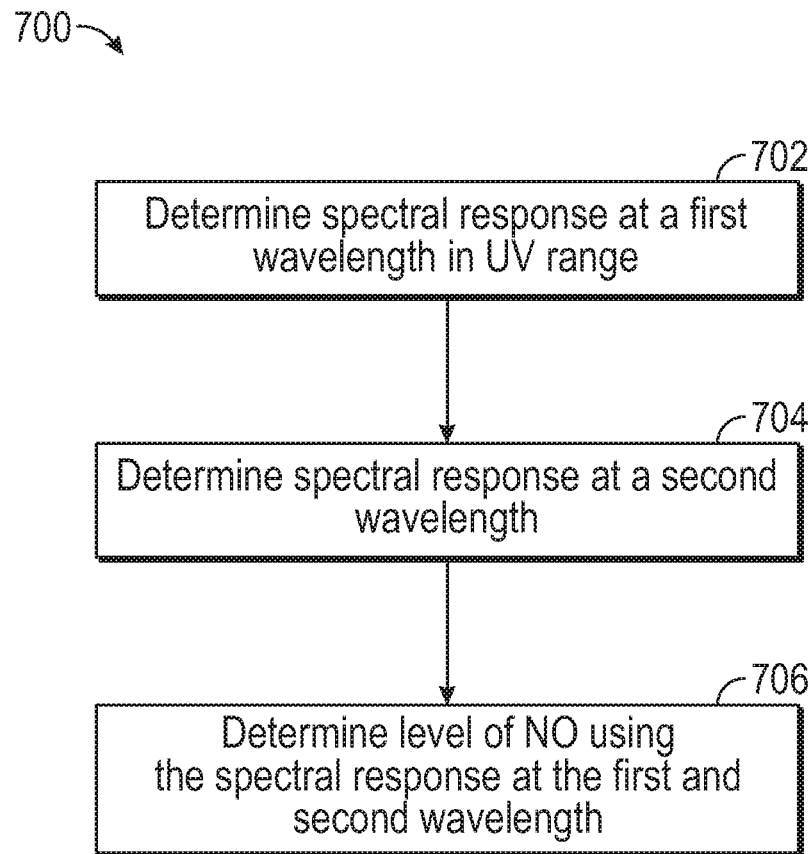 700
702
Determine spectral response at a first
wavelength in UV range
704
Determine spectral response at a second
wavelength
706
Determine level of NO using
the spectral response at the first and
second wavelength